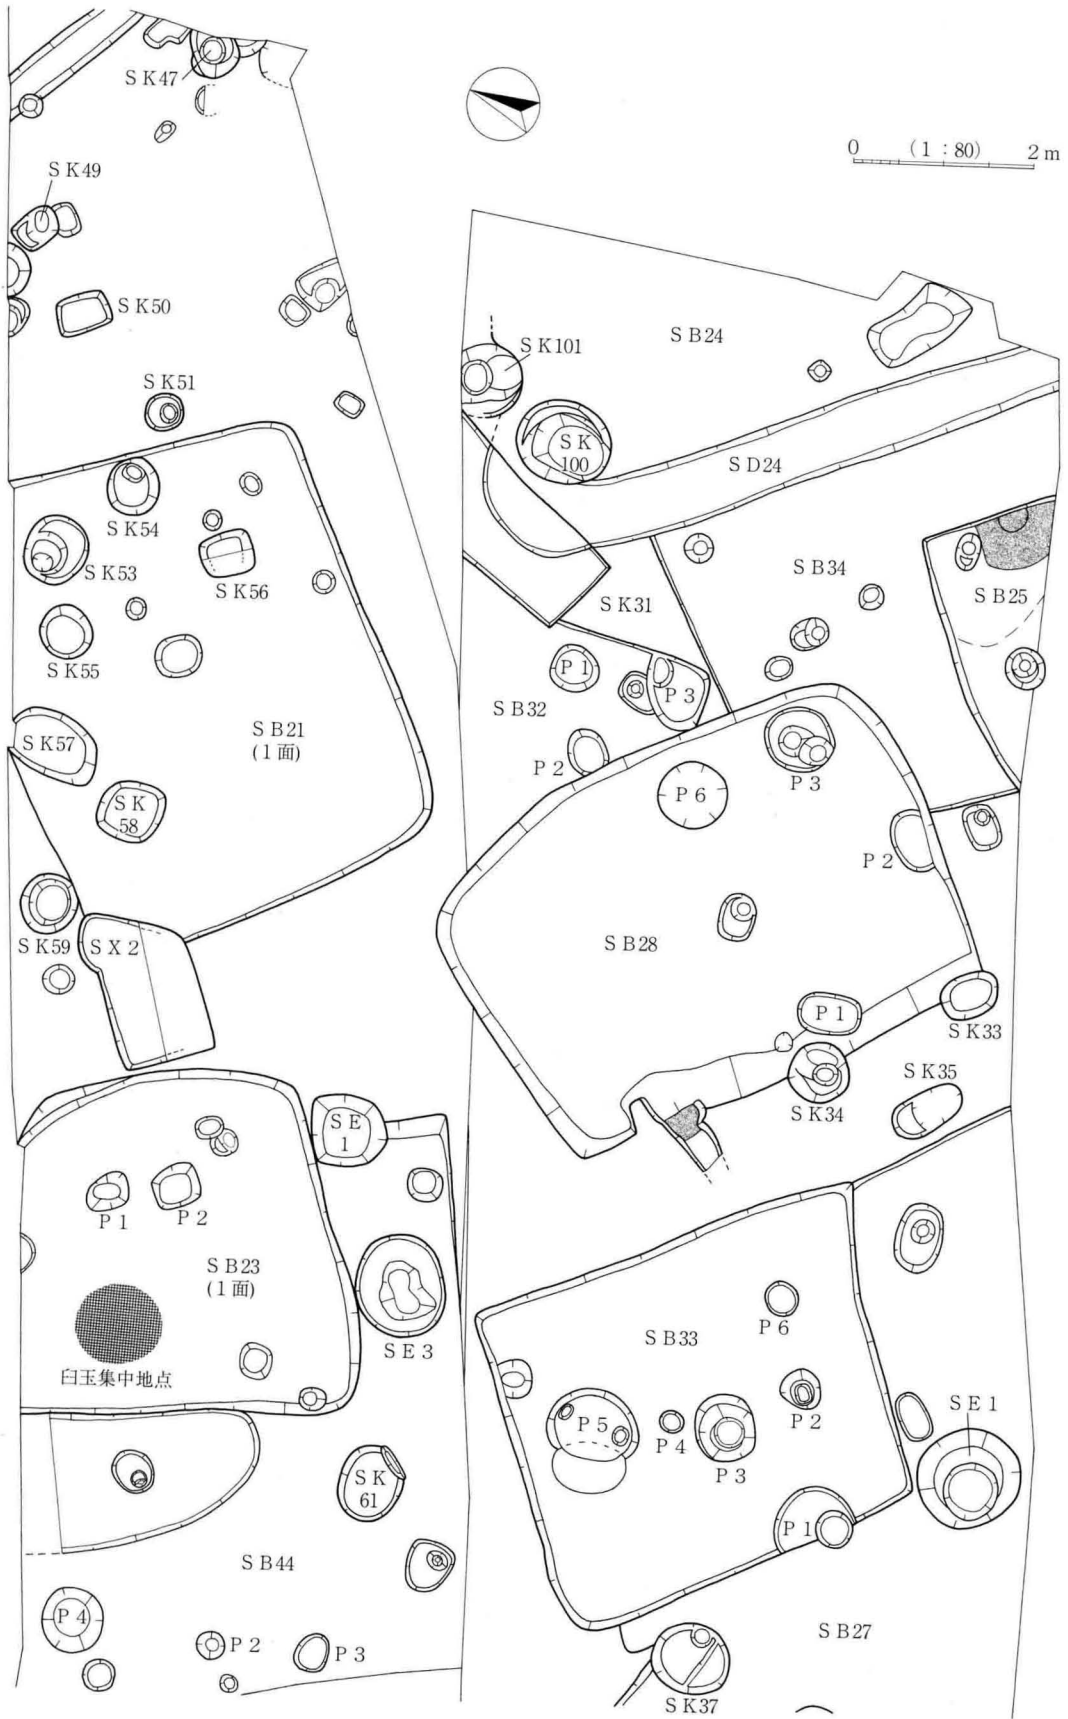 SK47
SK49
SK50
SK51
SK54
SK53
SK56
SK55
SB21
(1面)
SK57
SK
58
SK59
SX2
SE
1
P1
P2
SB23
(1面)
SE3
臼玉集中地点
SK
61
SB44
P4
P2
P3
0 (1:80) 2m
SB24
SK101
SK
100
SD24
SB34
SB25
SK31
P1
P3
SB32
P2
P3
P6
P2
SB28
P1
SK33
SK34
SK35
P6
SB33
P2
SE1
P5
P4
P3
P1
SB27
SK37